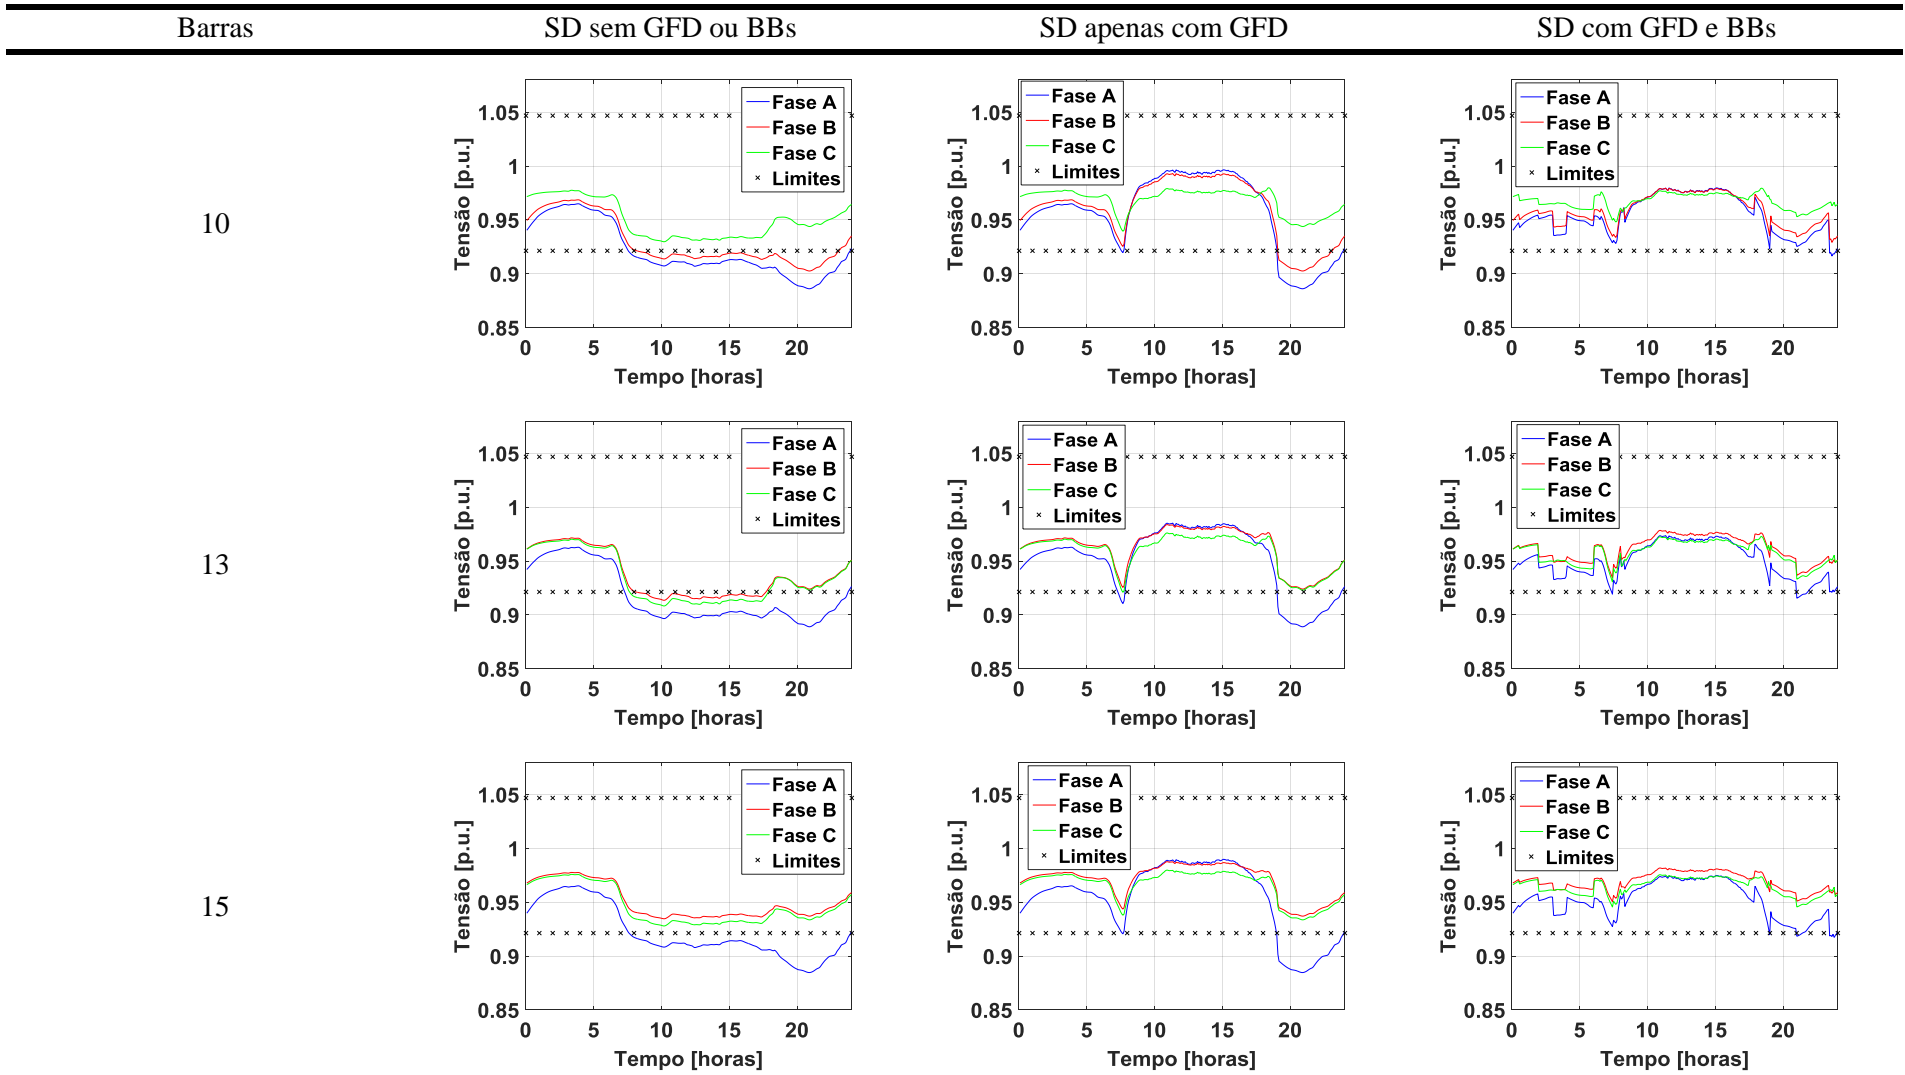 Barras SD sem GFD ou BBs SD apenas com GFD SD com GFD e BBs
10
Tensão [p.u.]
1.05
1
0.95
0.9
0.85
0 5 10 15 20
Tempo [horas]
Fase A
Fase B
Fase C
Limites
Tensão [p.u.]
1.05
1
0.95
0.9
0.85
0 5 10 15 20
Tempo [horas]
Fase A
Fase B
Fase C
Limites
Tensão [p.u.]
1.05
1
0.95
0.9
0.85
0 5 10 15 20
Tempo [horas]
Fase A
Fase B
Fase C
Limites
13
Tensão [p.u.]
1.05
1
0.95
0.9
0.85
0 5 10 15 20
Tempo [horas]
Fase A
Fase B
Fase C
Limites
Tensão [p.u.]
1.05
1
0.95
0.9
0.85
0 5 10 15 20
Tempo [horas]
Fase A
Fase B
Fase C
Limites
Tensão [p.u.]
1.05
1
0.95
0.9
0.85
0 5 10 15 20
Tempo [horas]
Fase A
Fase B
Fase C
Limites
15
Tensão [p.u.]
1.05
1
0.95
0.9
0.85
0 5 10 15 20
Tempo [horas]
Fase A
Fase B
Fase C
Limites
Tensão [p.u.]
1.05
1
0.95
0.9
0.85
0 5 10 15 20
Tempo [horas]
Fase A
Fase B
Fase C
Limites
Tensão [p.u.]
1.05
1
0.95
0.9
0.85
0 5 10 15 20
Tempo [horas]
Fase A
Fase B
Fase C
Limites